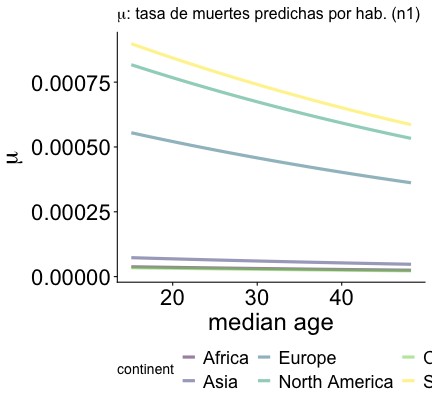 μ: tasa de muertes predichas por hab. (n1)
0.00075
0.00050
0.00025
0.00000
μ
20 30 40
median age
continent
Africa Europe
Asia North America